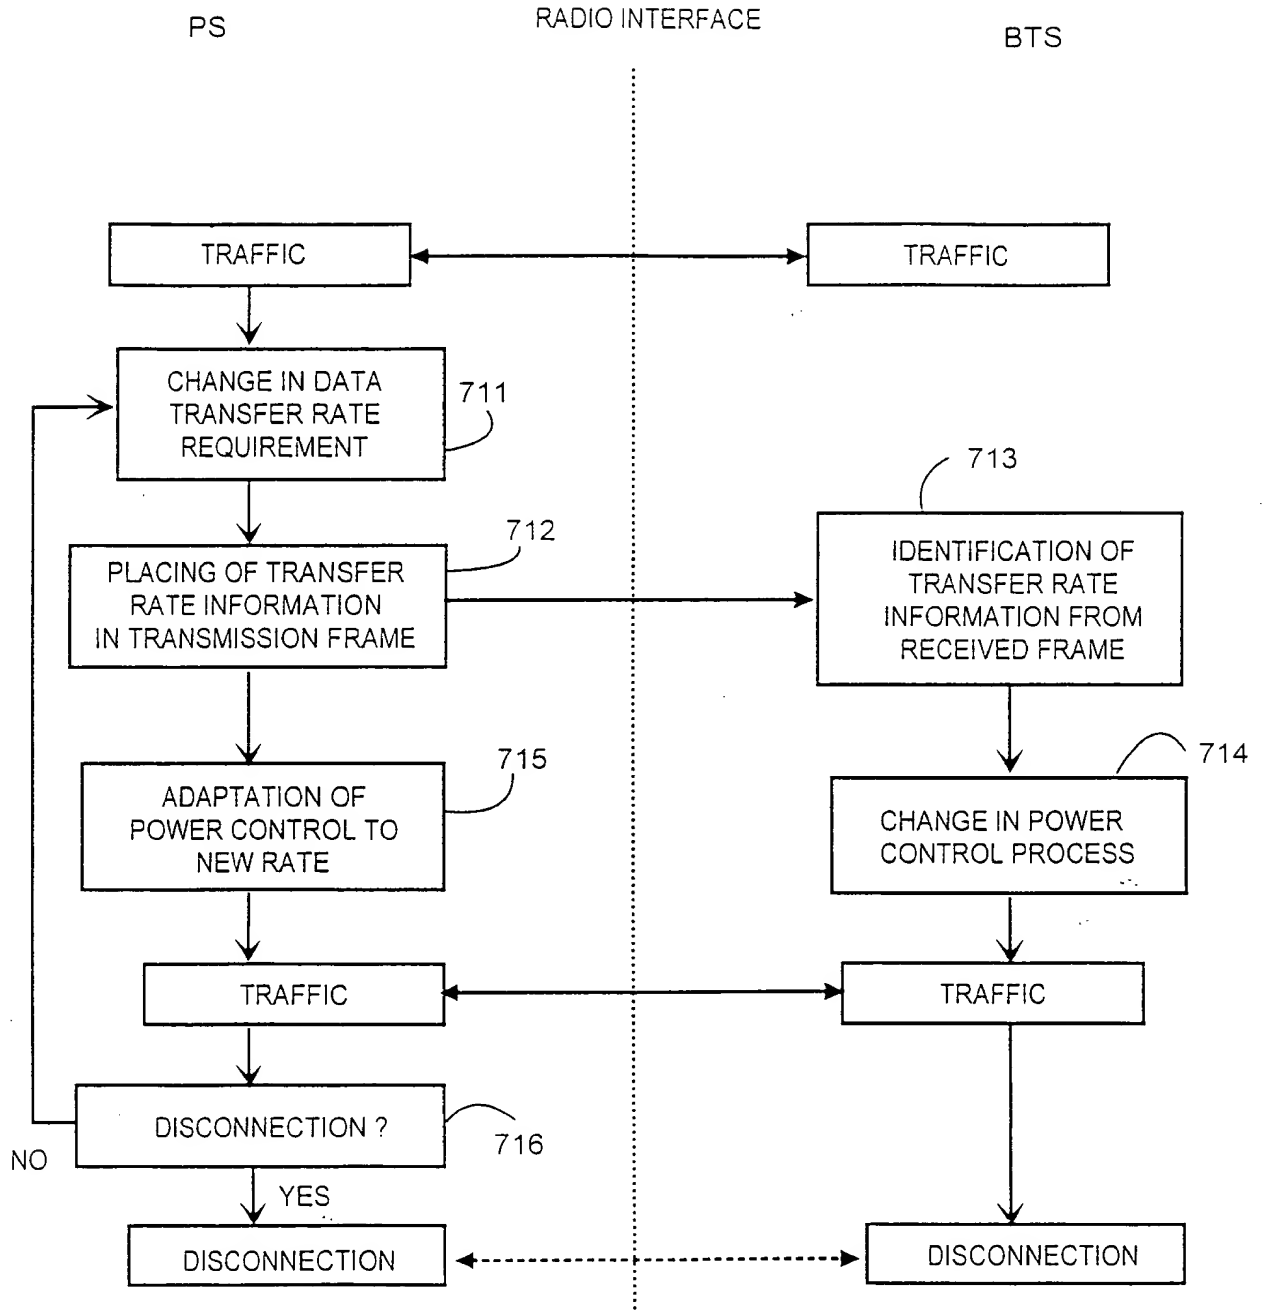 PS
RADIO INTERFACE
BTS
TRAFFIC
TRAFFIC
CHANGE IN DATA
TRANSFER RATE
REQUIREMENT
711
713
712
PLACING OF TRANSFER
RATE INFORMATION
IN TRANSMISSION FRAME
IDENTIFICATION OF
TRANSFER RATE
INFORMATION FROM
RECEIVED FRAME
715
714
ADAPTATION OF
POWER CONTROL TO
NEW RATE
CHANGE IN POWER
CONTROL PROCESS
TRAFFIC
TRAFFIC
DISCONNECTION ?
716
NO
YES
DISCONNECTION
DISCONNECTION